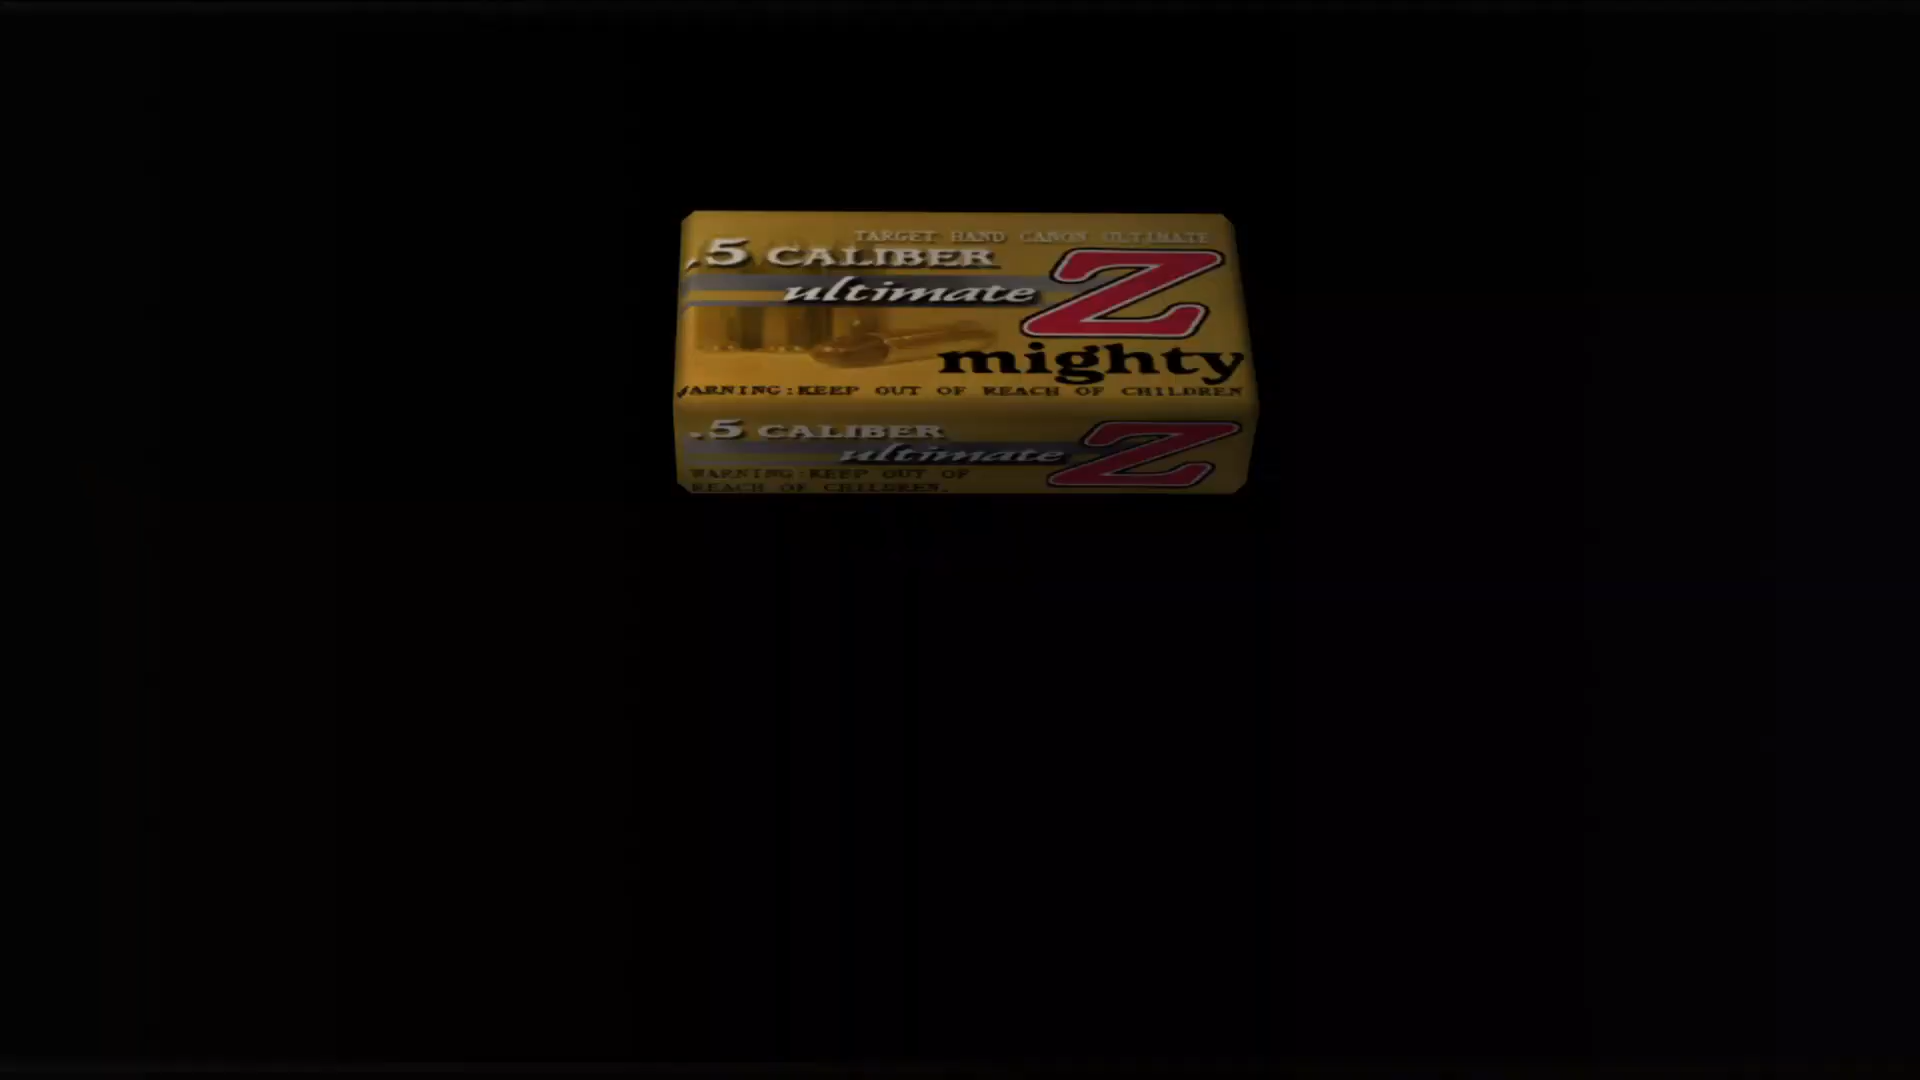 TARGET HAND CANON ULTIMATE
.5 CALIBER
ultimate
Z
mighty
WARNING:KEEP OUT OF REACH OF CHILDREN
.5 CALIBER
ultimate
Z
WARNING:KEEP OUT OF
REACH OF CHILDREN.